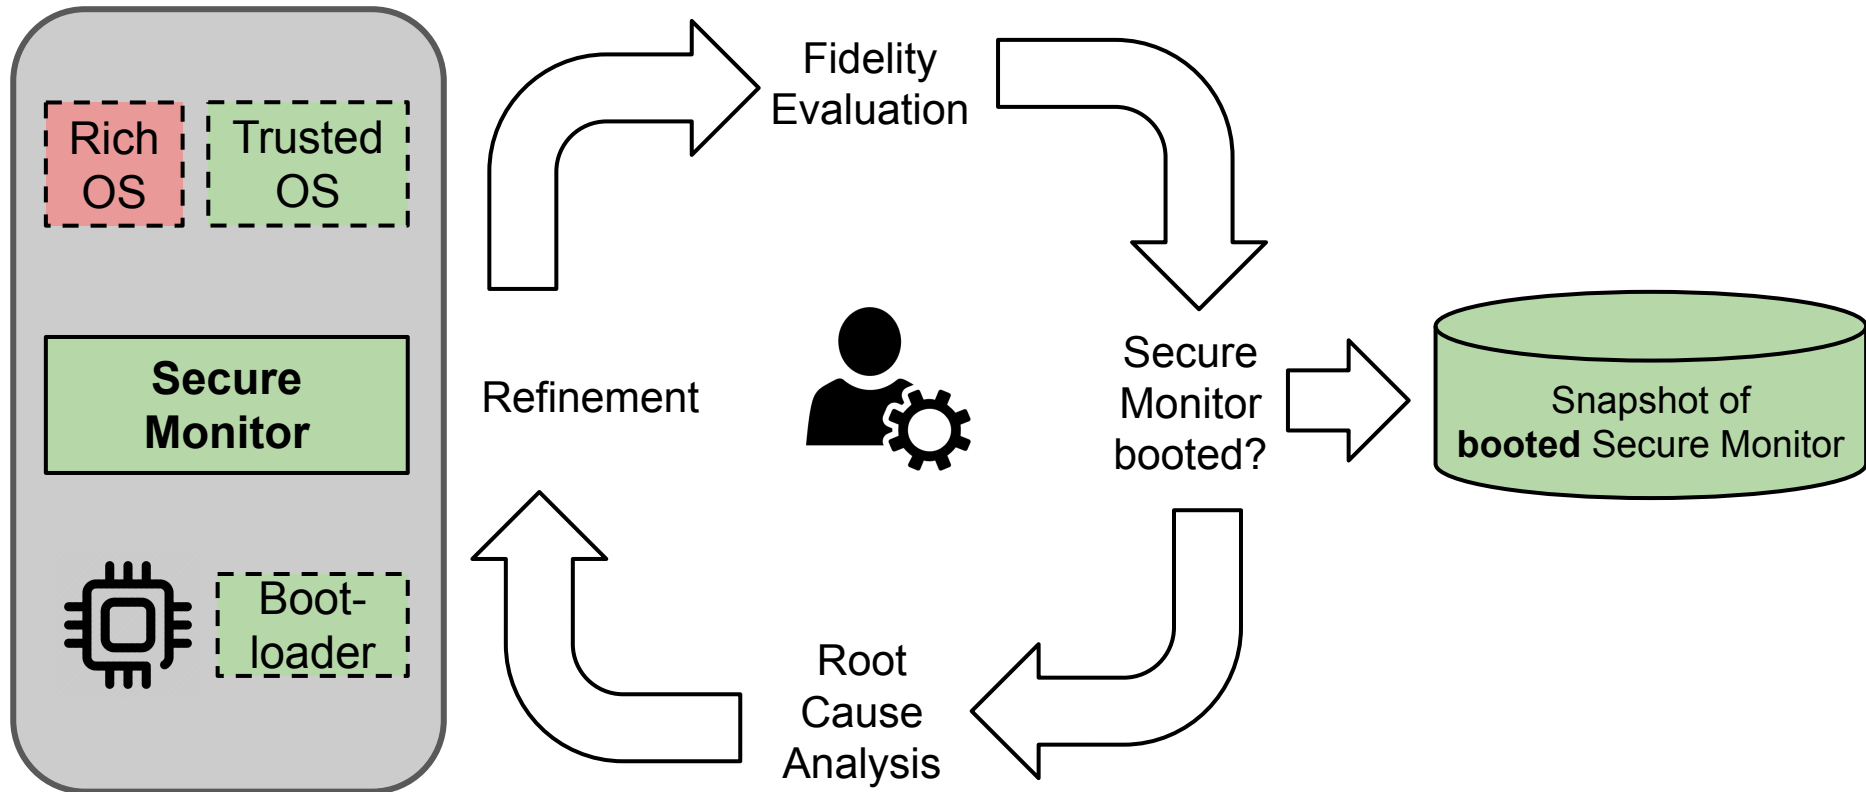 Rich
OS
Trusted
OS
Secure
Monitor
Boot-
loader
Refinement
Fidelity
Evaluation
Secure
Monitor
booted?
Root
Cause
Analysis
Snapshot of
booted Secure Monitor